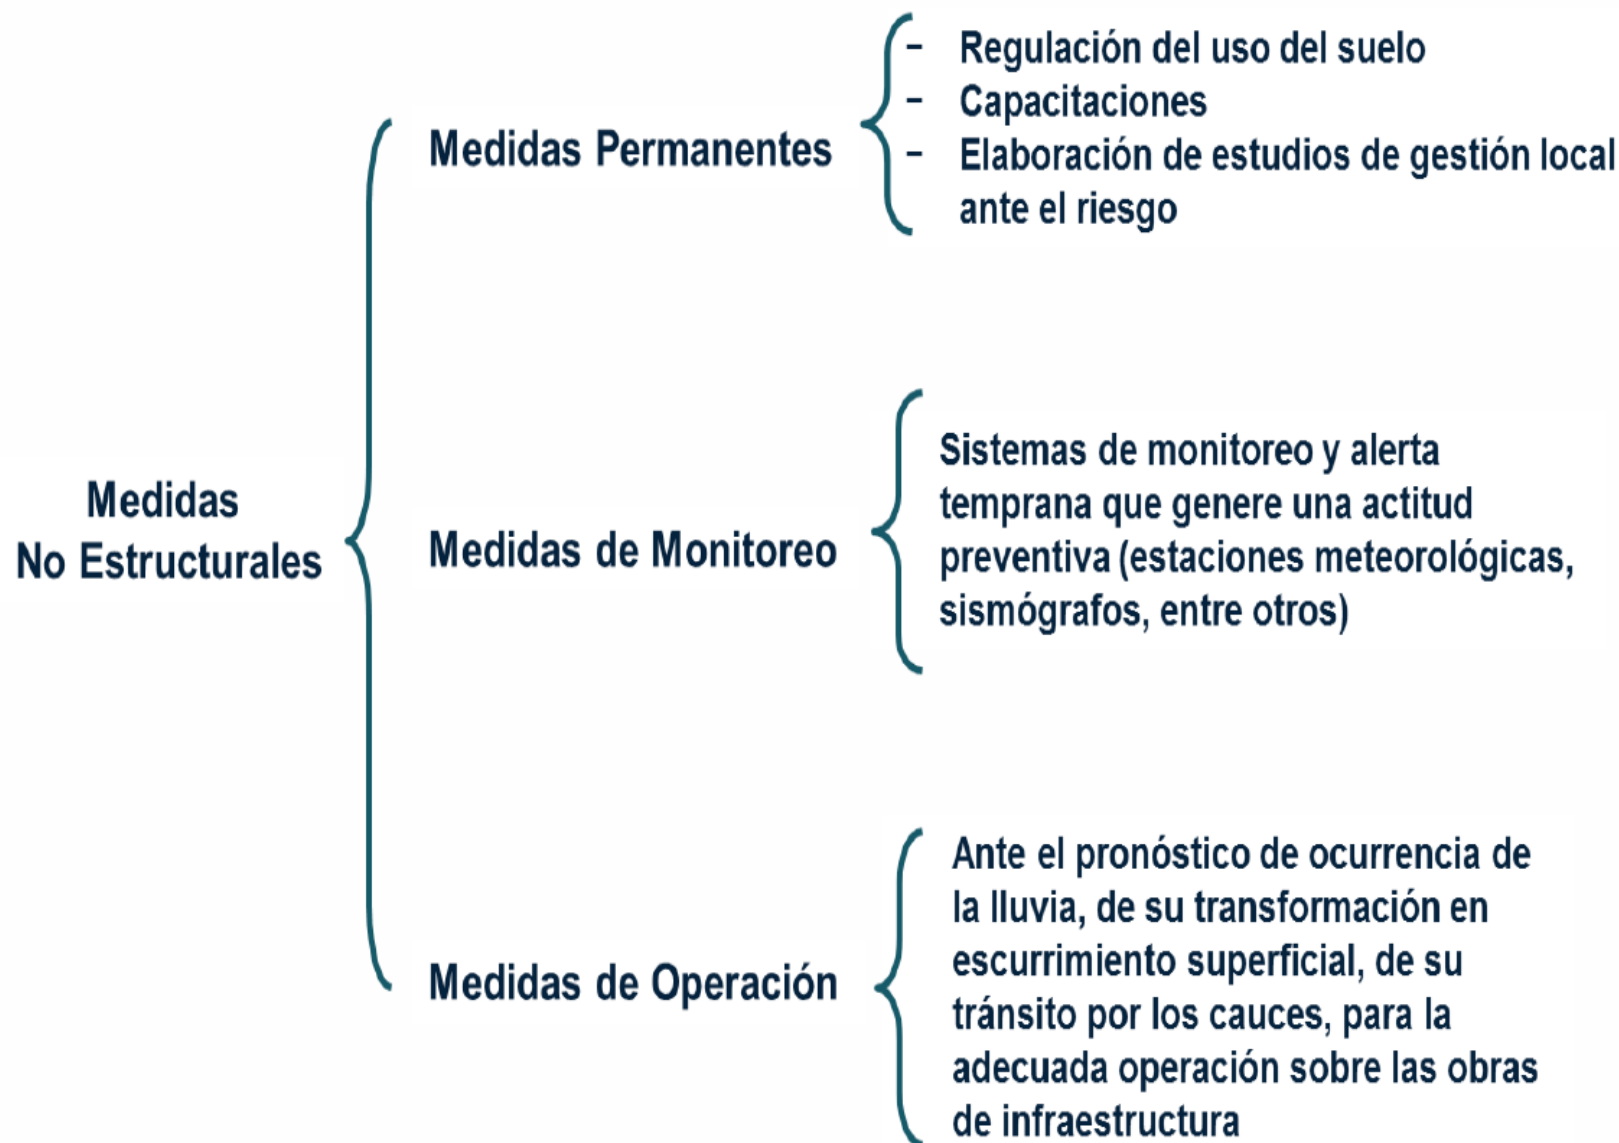 Medidas
No Estructurales
Medidas Permanentes
- Regulación del uso del suelo
- Capacitaciones
- Elaboración de estudios de gestión local
ante el riesgo
Medidas de Monitoreo
Sistemas de monitoreo y alerta
temprana que genere una actitud
preventiva (estaciones meteorológicas,
sismógrafos, entre otros)
Medidas de Operación
Ante el pronóstico de ocurrencia de
la lluvia, de su transformación en
escurrimiento superficial, de su
tránsito por los cauces, para la
adecuada operación sobre las obras
de infraestructura